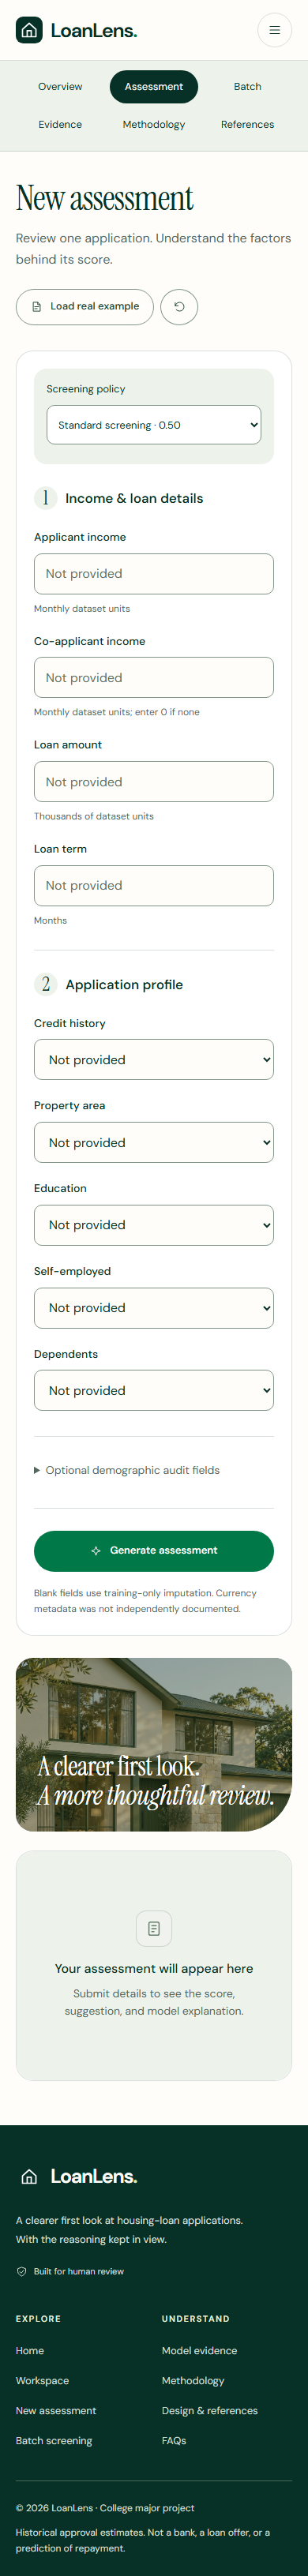 LoanLens.
Overview
Assessment
Batch
Evidence
Methodology
References
New assessment
Review one application. Understand the factors
behind its score.
Load real example
Screening policy
Standard screening · 0.50
1 Income & loan details
Applicant income
Not provided
Monthly dataset units
Co-applicant income
Not provided
Monthly dataset units; enter 0 if none
Loan amount
Not provided
Thousands of dataset units
Loan term
Not provided
Months
2 Application profile
Credit history
Not provided
Property area
Not provided
Education
Not provided
Self-employed
Not provided
Dependents
Not provided
Optional demographic audit fields
Generate assessment
Blank fields use training-only imputation. Currency
metadata was not independently documented.
A clearer first look.
A more thoughtful review.
Your assessment will appear here
Submit details to see the score,
suggestion, and model explanation.
LoanLens.
A clearer first look at housing-loan applications.
With the reasoning kept in view.
Built for human review
EXPLORE
Home
Workspace
New assessment
Batch screening
UNDERSTAND
Model evidence
Methodology
Design & references
FAQs
© 2026 LoanLens · College major project
Historical approval estimates. Not a bank, a loan offer, or a
prediction of repayment.